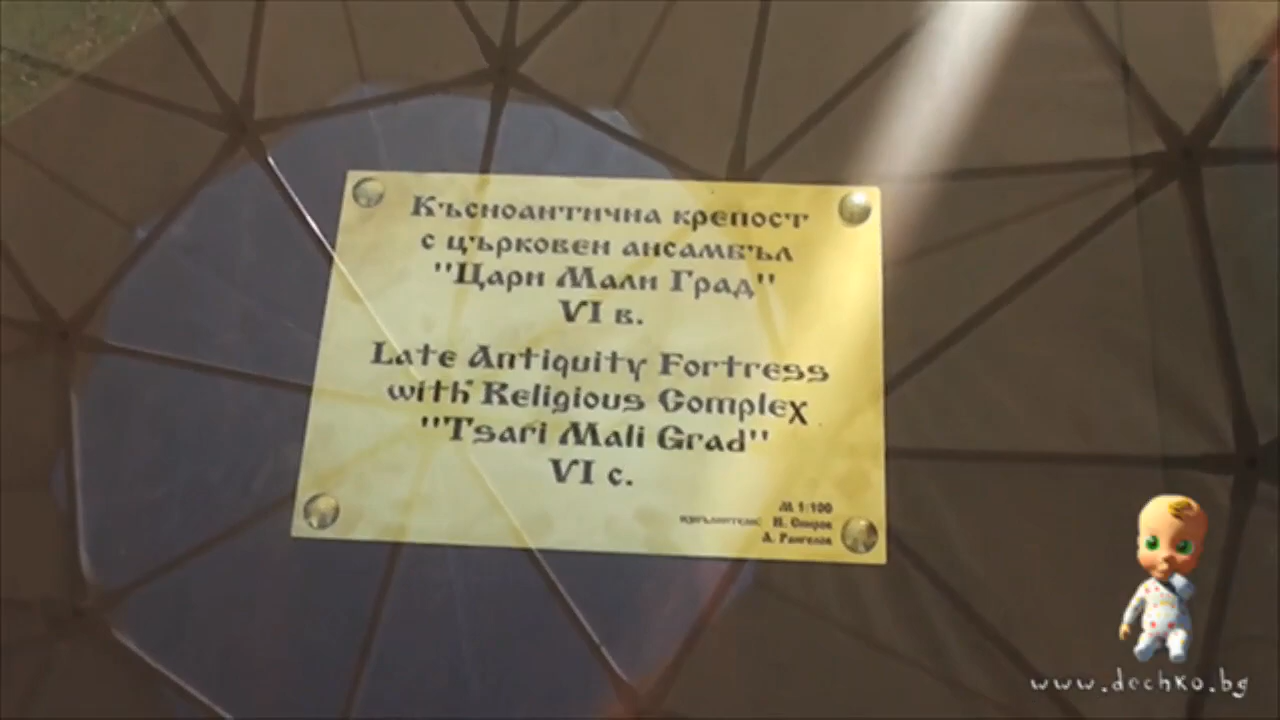 Късноантична крепост
с църковен ансамбъл
"Цари Мали Град"
VI в.
Late Antiquity Fortress
with Religious Complex
"Tsari Mali Grad"
VI c.
М 1:100
А. Рангелов
www.dechko.bg